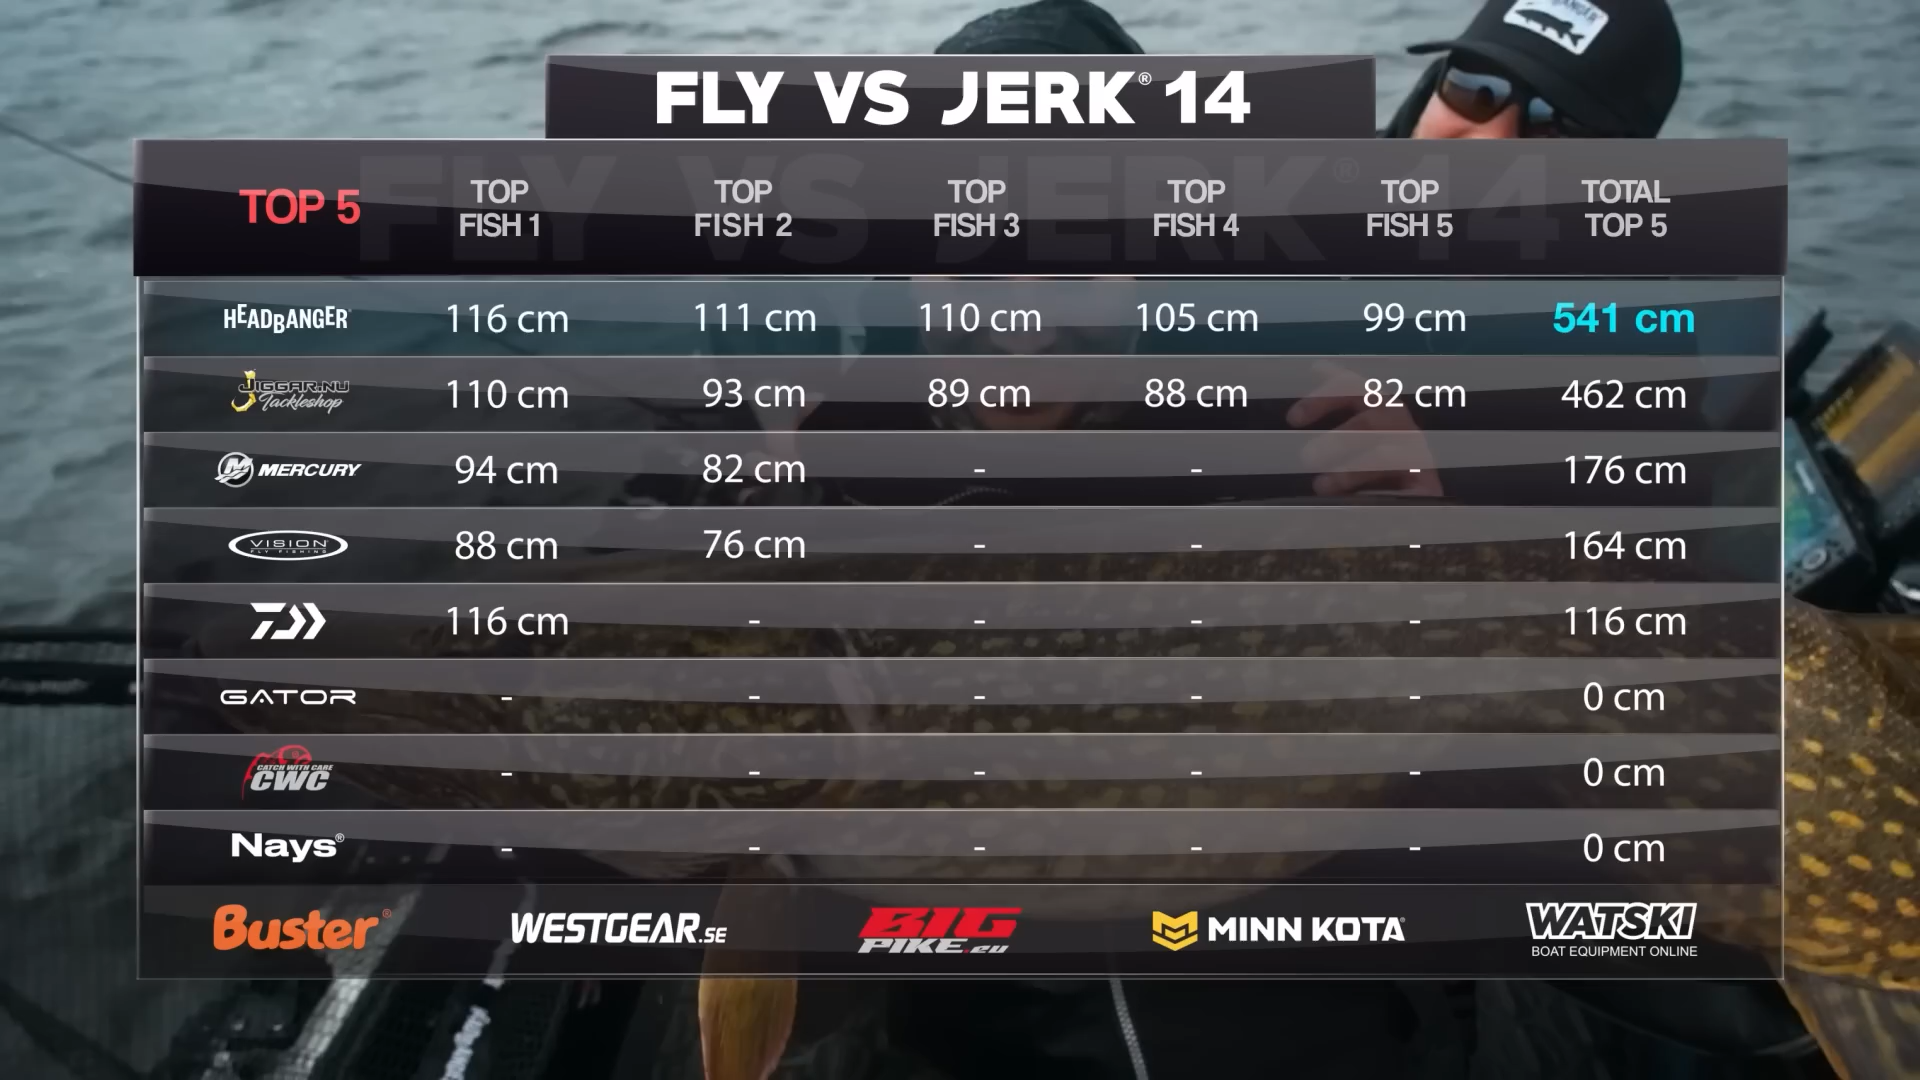 FLY VS JERK® 14
TOP 5
TOP FISH 1
TOP FISH 2
TOP FISH 3
TOP FISH 4
TOP FISH 5
TOTAL TOP 5
HEADBANGER 116 cm 111 cm 110 cm 105 cm 99 cm 541 cm
JIGGAR.NU Tackleshop 110 cm 93 cm 89 cm 88 cm 82 cm 462 cm
MERCURY 94 cm 82 cm - - - 176 cm
VISION FLY FISHING 88 cm 76 cm - - - 164 cm
116 cm - - - - 116 cm
GATOR - - - - - 0 cm
CATCH WITH CARE CWC - - - - - 0 cm
Nays® - - - - - 0 cm
Buster® WESTGEAR.SE BIG PIKE.eu MINN KOTA® WATSKI BOAT EQUIPMENT ONLINE